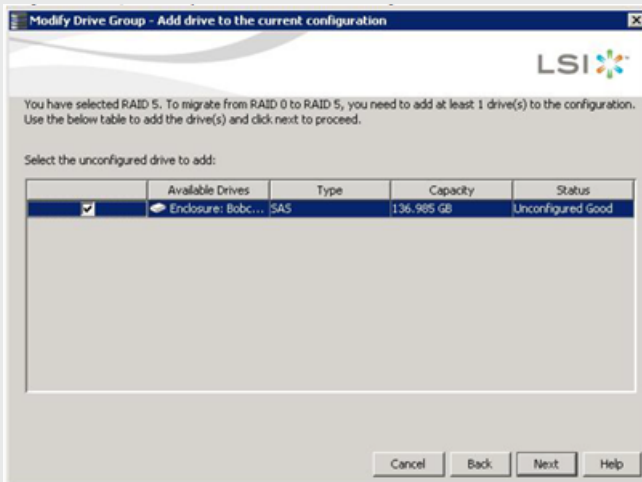 Modify Drive Group - Add drive to the current configuration
LSI
You have selected RAID 5. To migrate from RAID 0 to RAID 5, you need to add at least 1 drive(s) to the configuration.
Use the below table to add the drive(s) and click next to proceed.
Select the unconfigured drive to add:
Available Drives Type Capacity Status
Enclosure: Bobc... SAS 136.985 GB Unconfigured Good
Cancel Back Next Help